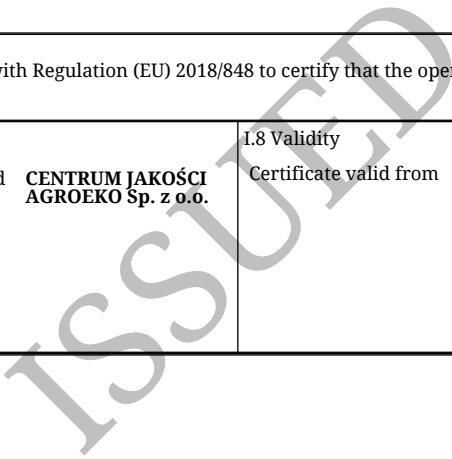 with Regulation (EU) 2018/848 to certify that the oper
I.8 Validity
d CENTRUM JAKOŚCI
AGROEKO Sp. z o.o.
Certificate valid from
ISSUED